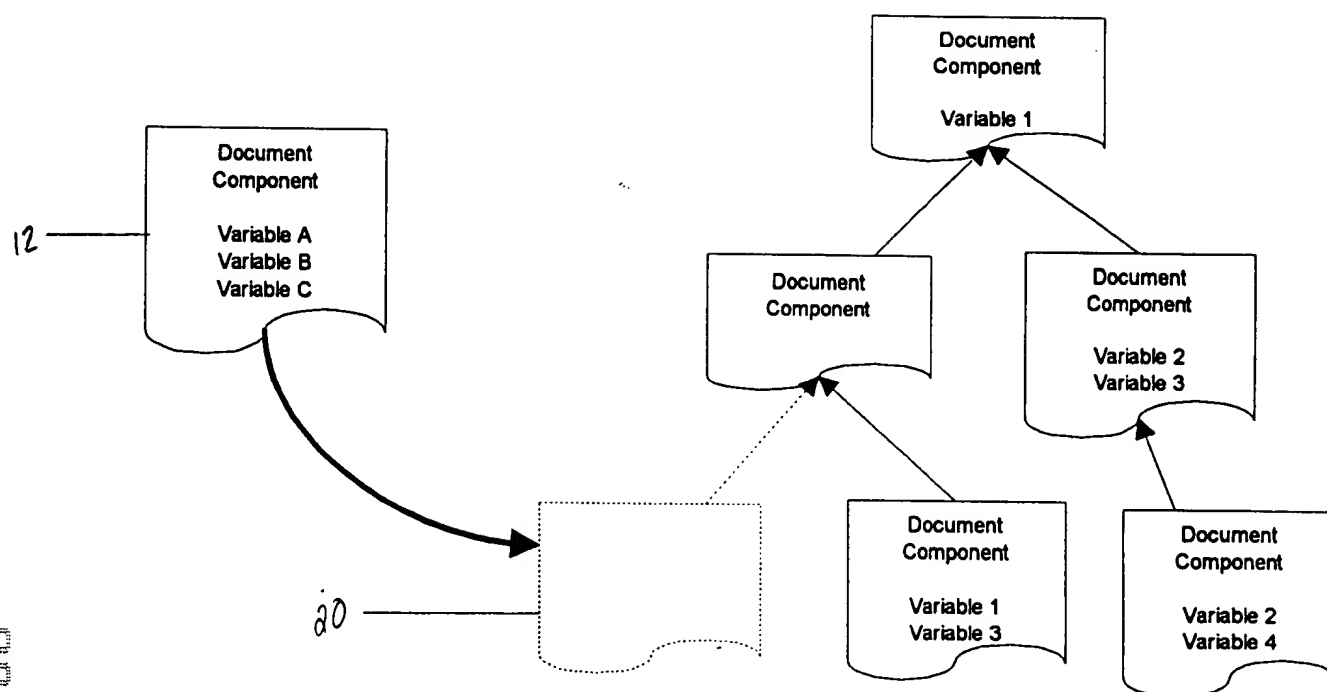 Document
Component
Variable 1
Document
Component
Variable A
Variable B
Variable C
12
Document
Component
Document
Component
Variable 2
Variable 3
20
Document
Component
Variable 1
Variable 3
Document
Component
Variable 2
Variable 4